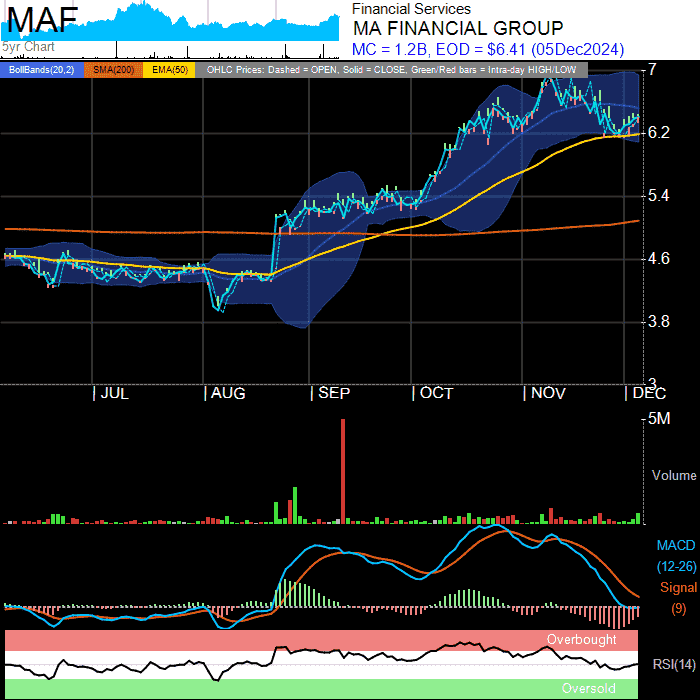 MAF
5yr Chart
Financial Services
MA FINANCIAL GROUP
MC = 1.2B, EOD = $6.41 (05Dec2024)
BollBands(20,2) SMA(200) EMA(50) OHLC Prices: Dashed = OPEN, Solid = CLOSE, Green/Red bars = Intra-day HIGH/LOW
7
6.2
5.4
4.6
3.8
3
JUL AUG SEP OCT NOV DEC
5M
Volume
MACD
(12-26)
Signal
(9)
Overbought
RSI(14)
Oversold